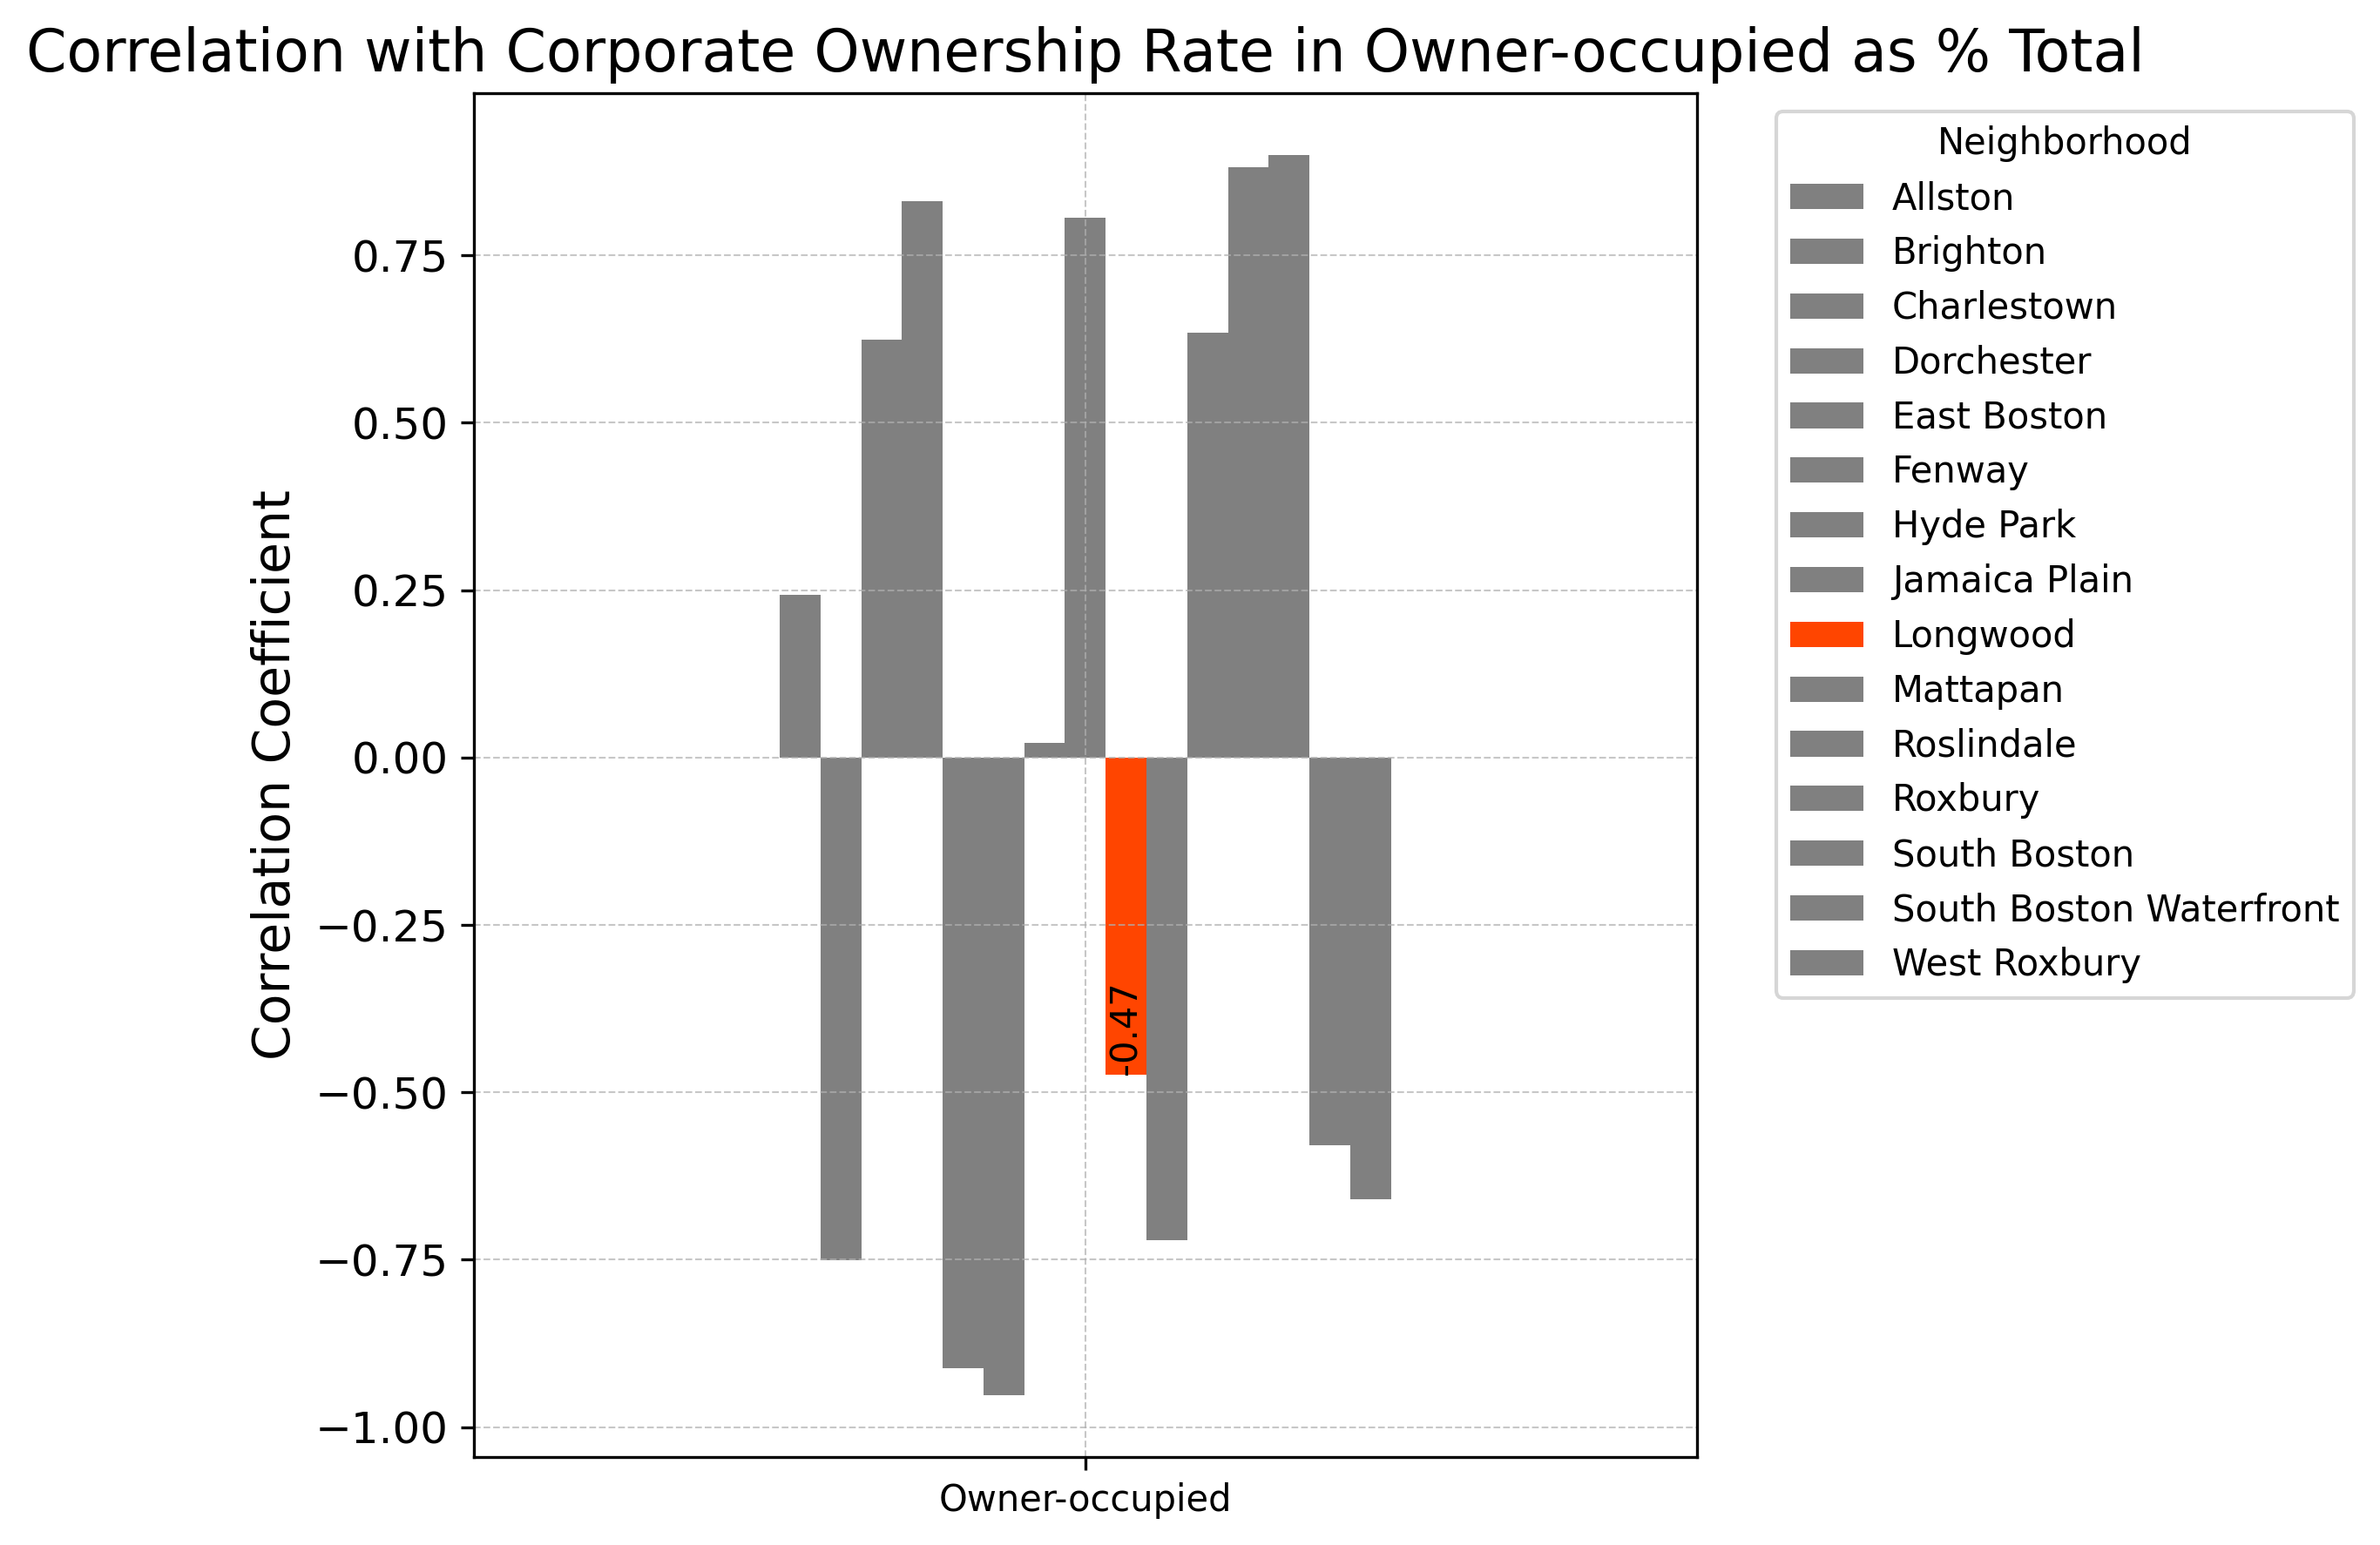 Correlation with Corporate Ownership Rate in Owner-occupied as % Total
Correlation Coefficient
0.75
0.50
0.25
0.00
−0.25
−0.50
−0.75
−1.00
-0.47
Owner-occupied
Neighborhood
Allston
Brighton
Charlestown
Dorchester
East Boston
Fenway
Hyde Park
Jamaica Plain
Longwood
Mattapan
Roslindale
Roxbury
South Boston
South Boston Waterfront
West Roxbury